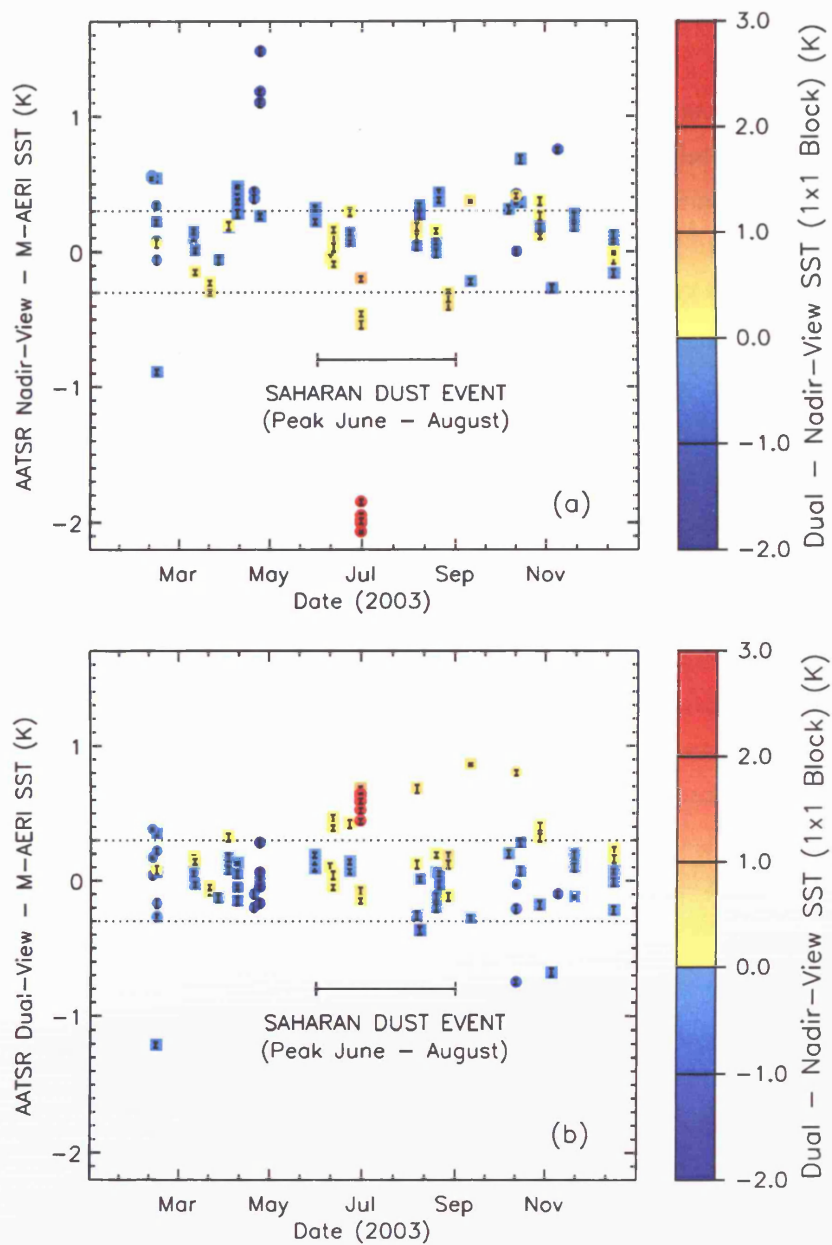 AATSR Nadir-View - M-AERI SST (K)
1
0
-1
-2
SAHARAN DUST EVENT
(Peak June - August)
(a)
Mar
May
Jul
Sep
Nov
Date (2003)
3.0
2.0
1.0
0.0
-1.0
-2.0
Dual - Nadir-View SST (1x1 Block) (K)
AATSR Dual-View - M-AERI SST (K)
1
0
-1
-2
SAHARAN DUST EVENT
(Peak June - August)
(b)
Mar
May
Jul
Sep
Nov
Date (2003)
3.0
2.0
1.0
0.0
-1.0
-2.0
Dual - Nadir-View SST (1x1 Block) (K)